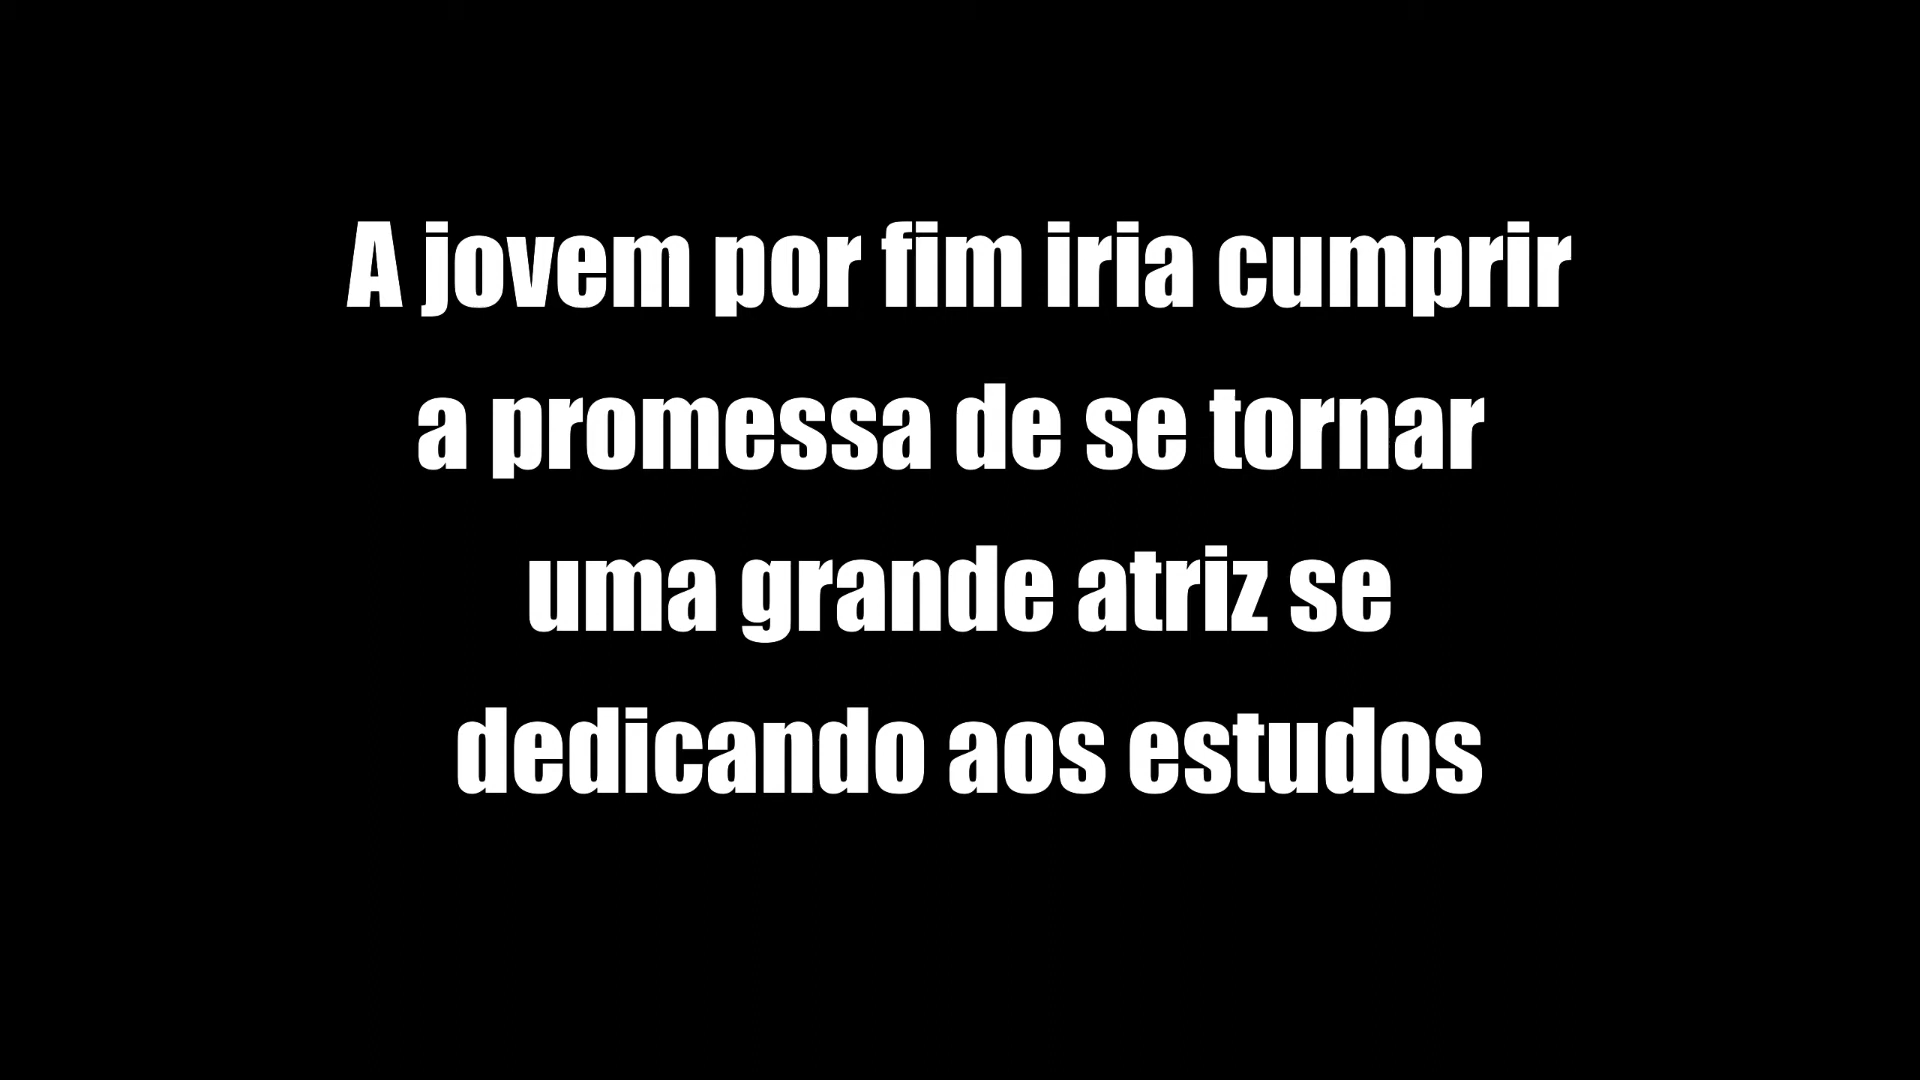 A jovem por fim iria cumprir
a promessa de se tornar
uma grande atriz se
dedicando aos estudos